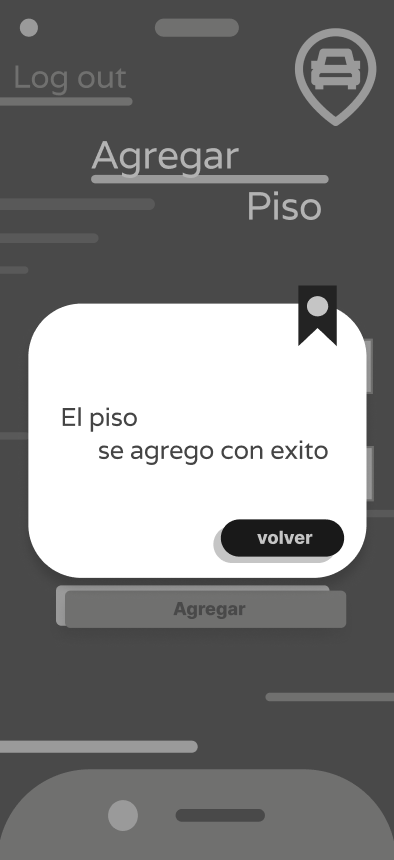 Log out
Agregar
Piso
El piso
se agrego con exito
volver
Agregar